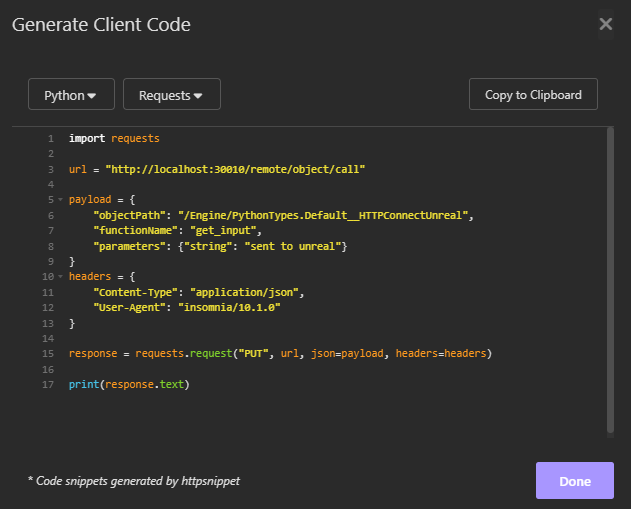 Generate Client Code
×
Python
Requests
Copy to Clipboard
1 import requests
2
3 url = "http://localhost:30010/remote/object/call"
4
5 payload = {
6     "objectPath": "/Engine/PythonTypes.Default__HTTPConnectUnreal",
7     "functionName": "get_input",
8     "parameters": {"string": "sent to unreal"}
9 }
10 headers = {
11     "Content-Type": "application/json",
12     "User-Agent": "insomnia/10.1.0"
13 }
14
15 response = requests.request("PUT", url, json=payload, headers=headers)
16
17 print(response.text)
* Code snippets generated by httpsnippet
Done